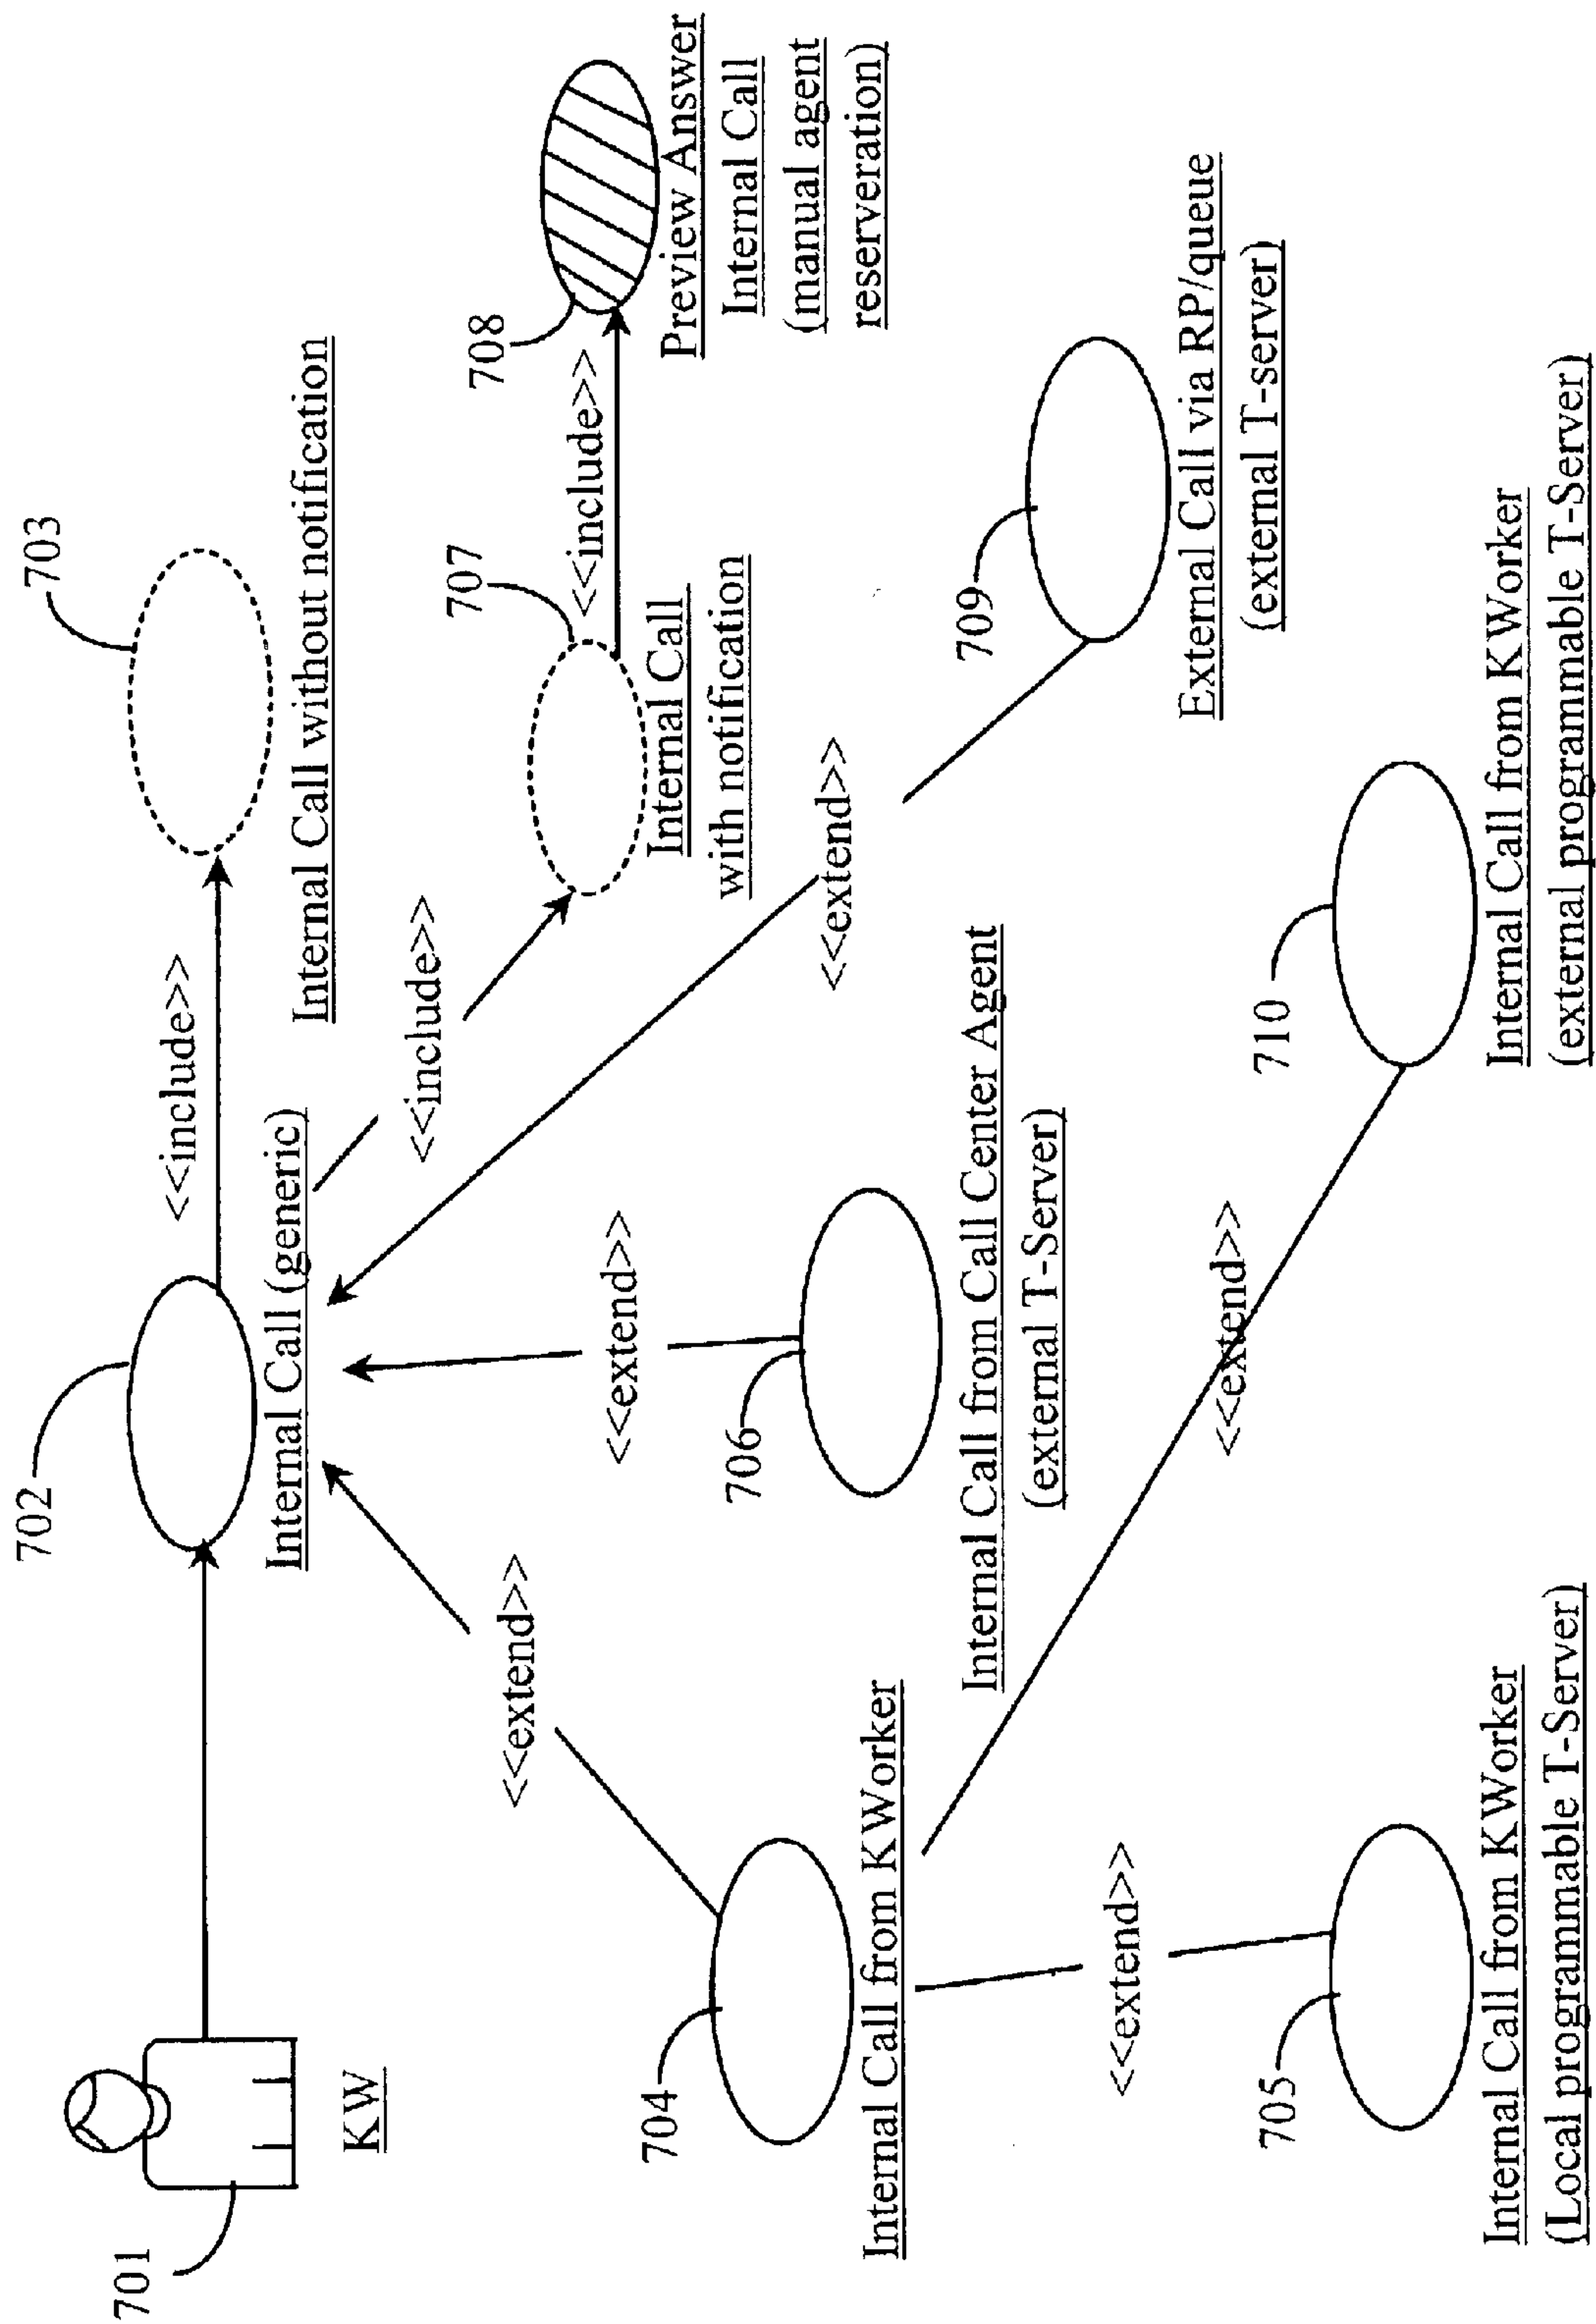 701
KW
702
Internal Call (generic)
<<include>>
703
Internal Call without notification
<<include>>
707
Internal Call
with notification
<<include>>
708
Preview Answer
Internal Call
(manual agent
reserveration)
704
Internal Call from KWorker
<<extend>>
706
Internal Call from Call Center Agent
(external T-Server)
<<extend>>
<<extend>>
709
External Call via RP/queue
(external T-server)
705
Internal Call from KWorker
(Local programmable T-Server)
<<extend>>
<<extend>>
710
Internal Call from KWorker
(external programmable T-Server)